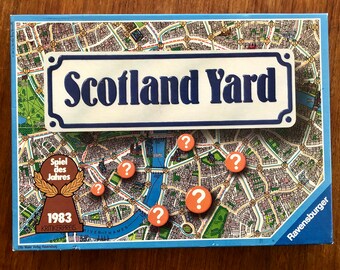 Scotland Yard
?
?
?
?
?
?
Spiel
des
Jahres
1983
Ravensburger